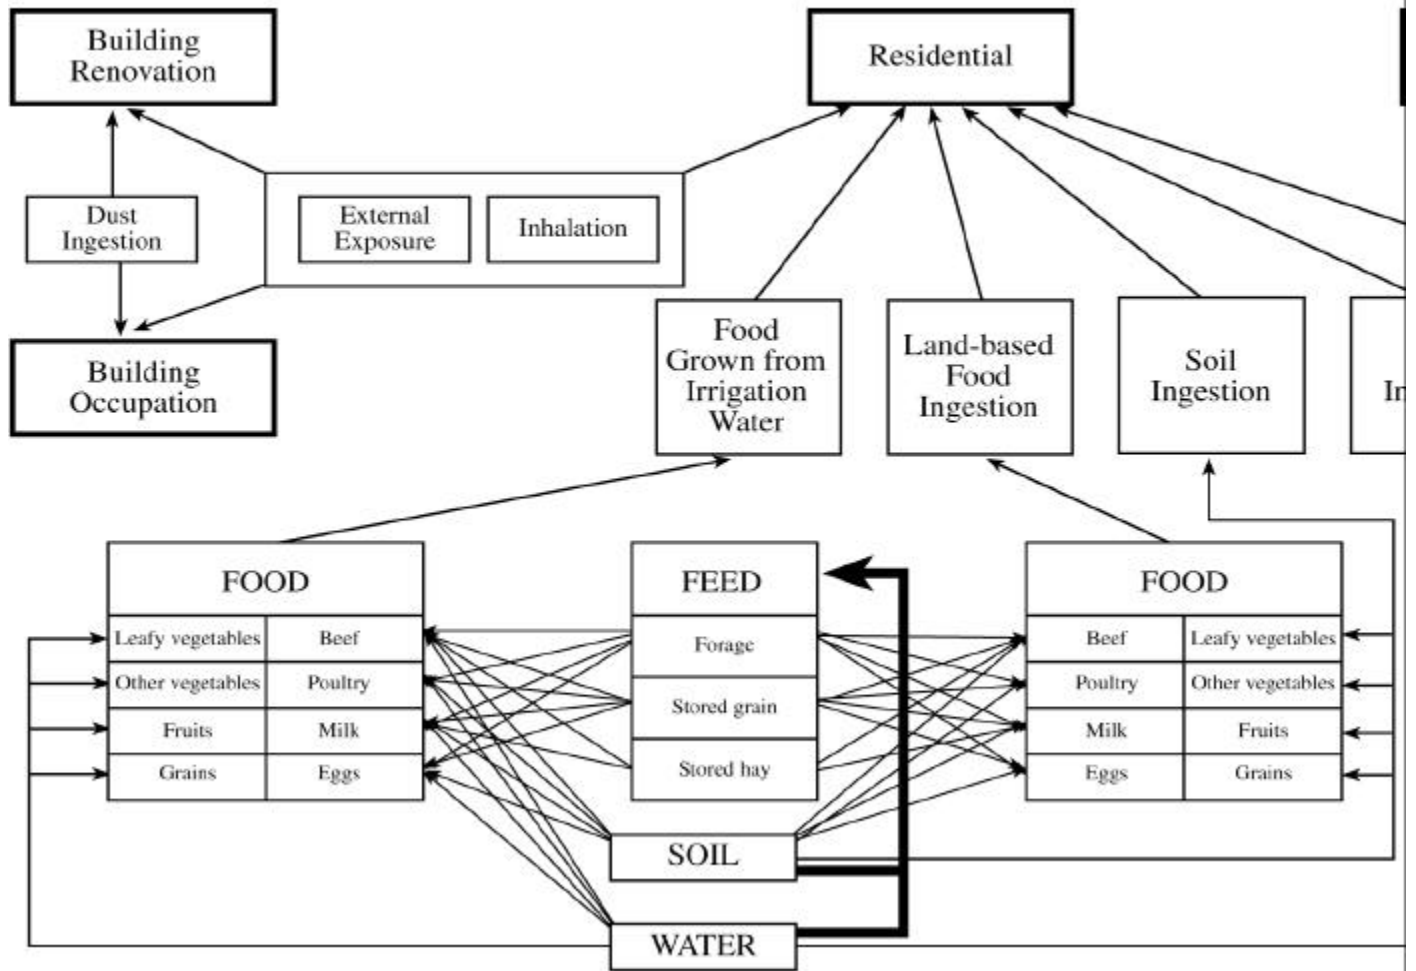 Building
Renovation
Residential
Dust
Ingestion
External
Exposure
Inhalation
Building
Occupation
Food
Grown from
Irrigation
Water
Land-based
Food
Ingestion
Soil
Ingestion
In
FOOD
Leafy vegetables
Beef
Other vegetables
Poultry
Fruits
Milk
Grains
Eggs
FEED
Forage
Stored grain
Stored hay
FOOD
Beef
Leafy vegetables
Poultry
Other vegetables
Milk
Fruits
Eggs
Grains
SOIL
WATER